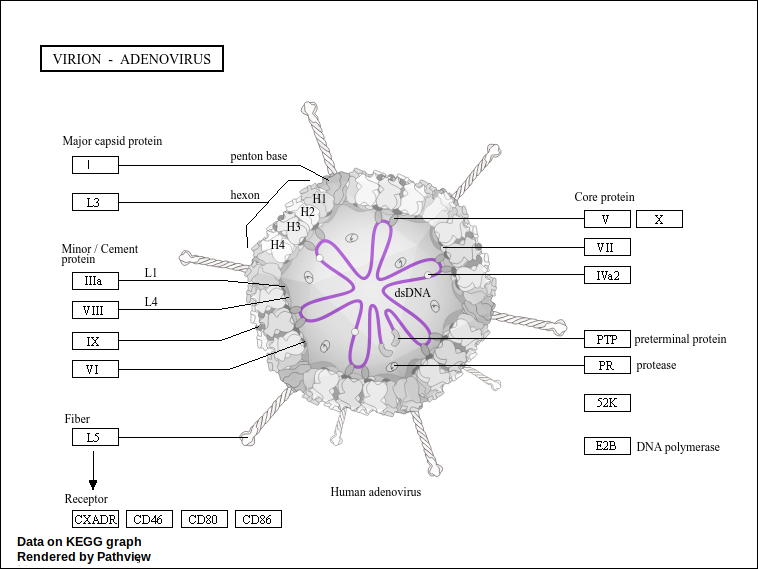 VIRION - ADENOVIRUS
Major capsid protein
I
penton base
L3
hexon
H1
H2
H3
H4
Minor / Cement
protein
IIIa
L1
VIII
L4
IX
VI
Fiber
L5
Receptor
CXADR
CD46
CD80
CD86
dsDNA
Core protein
V
X
VII
IVa2
PTP
preterminal protein
PR
protease
52K
E2B
DNA polymerase
Human adenovirus
Data on KEGG graph
Rendered by Pathview